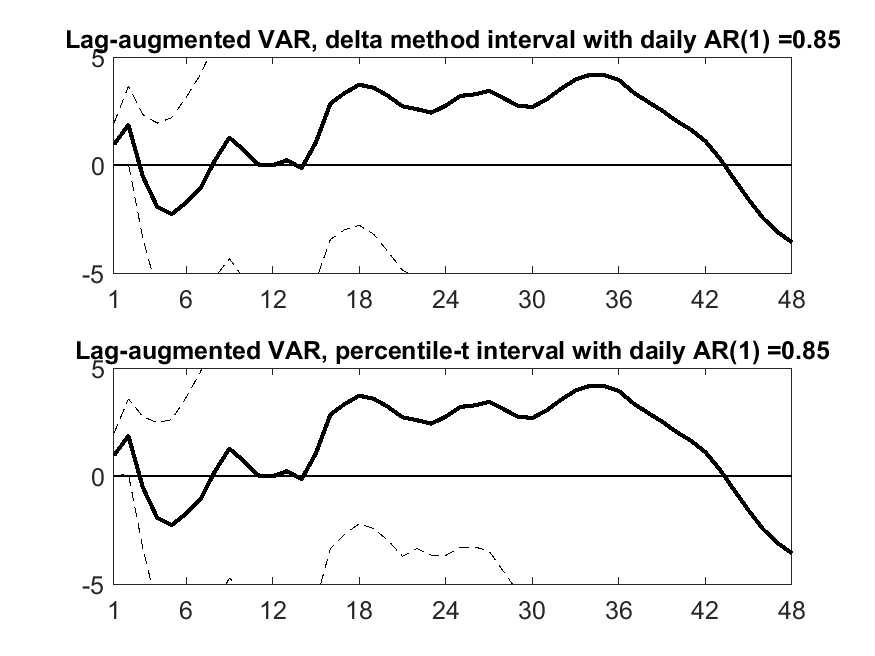 Lag-augmented VAR, delta method interval with daily AR(1) =0.85
5
0
-5
1 6 12 18 24 30 36 42 48
Lag-augmented VAR, percentile-t interval with daily AR(1) =0.85
5
0
-5
1 6 12 18 24 30 36 42 48